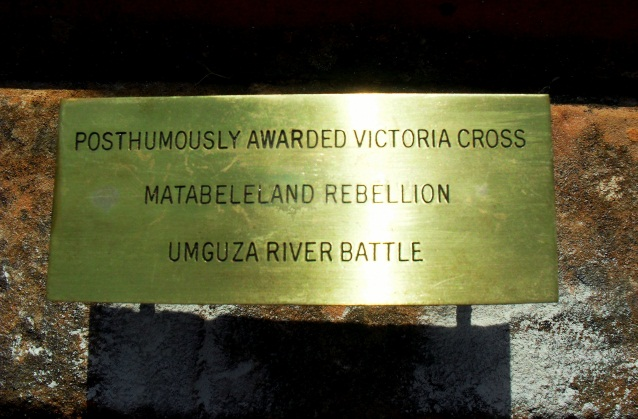 POSTHUMOUSLY AWARDED VICTORIA CROSS
MATABELELAND REBELLION
UMGUZA RIVER BATTLE